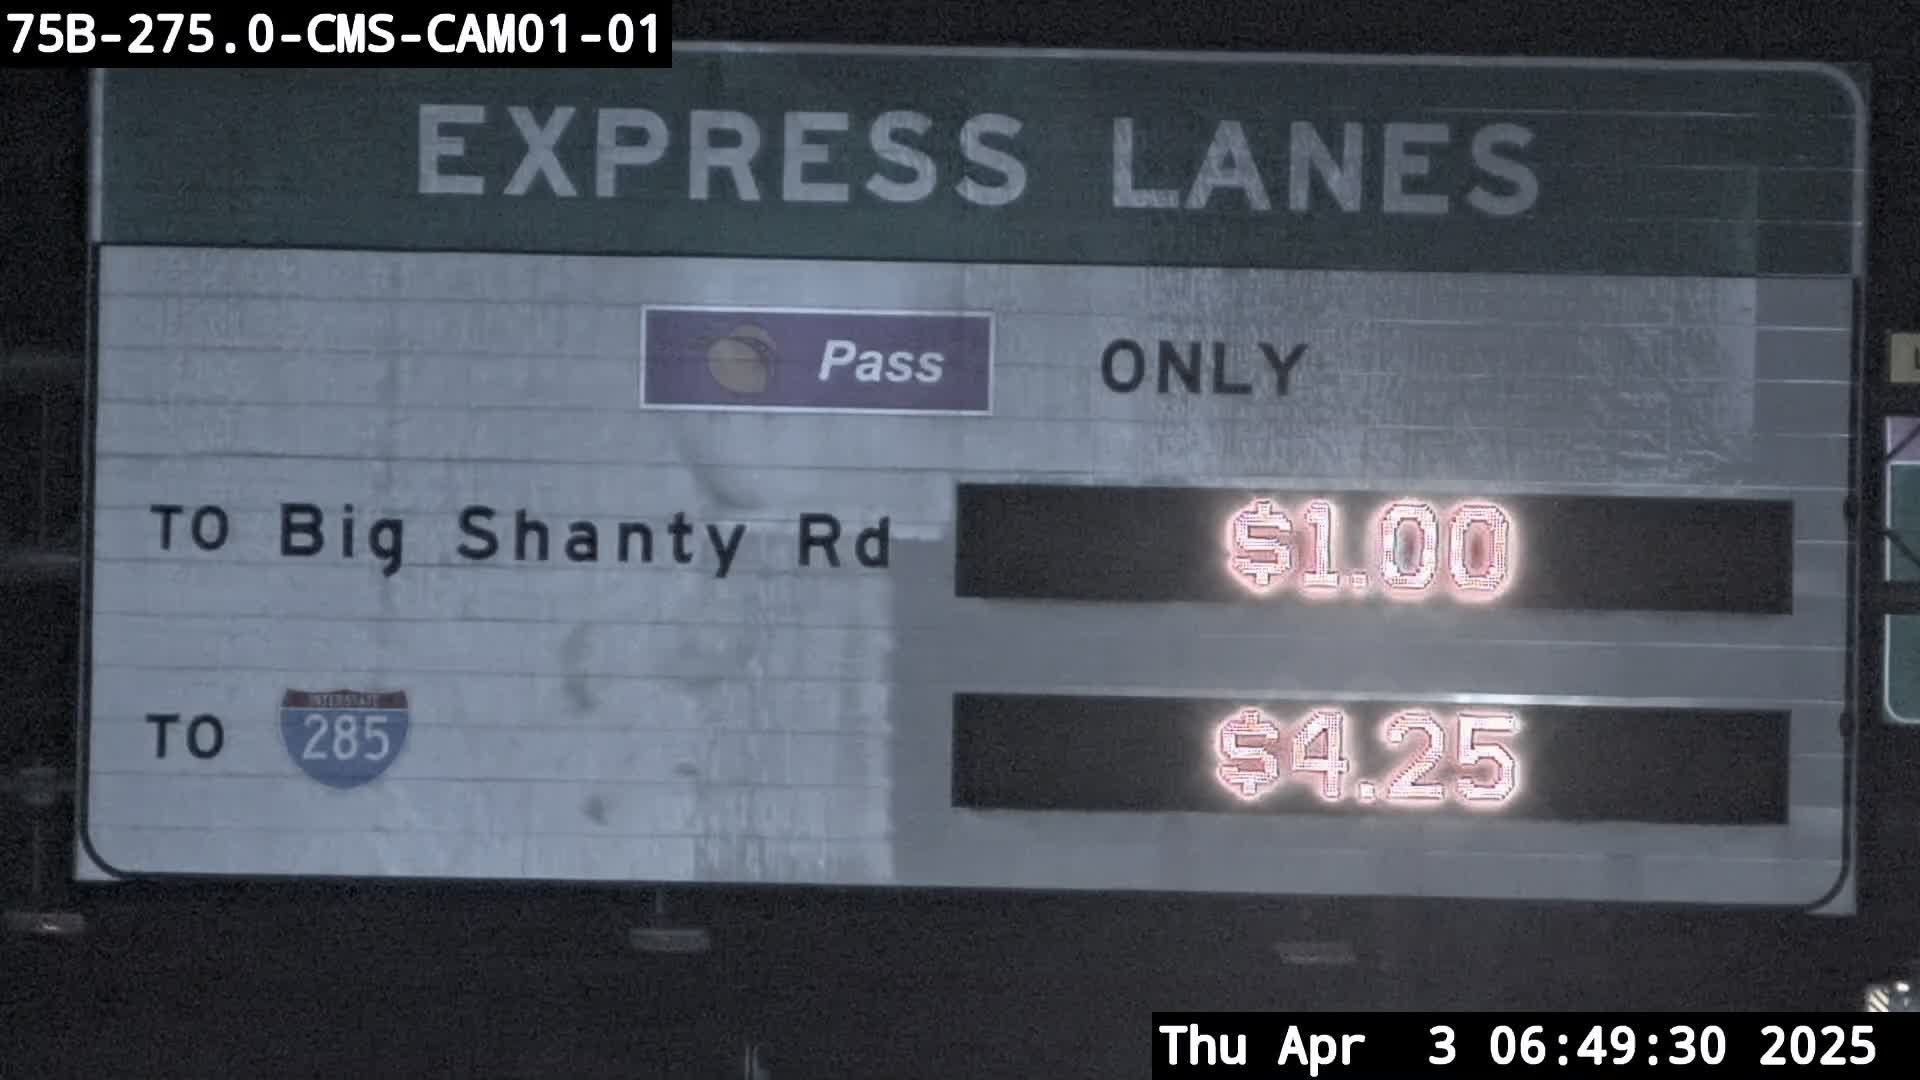 75B-275.0-CMS-CAM01-01
EXPRESS LANES
Pass ONLY
TO Big Shanty Rd $1.00
INTERSTATE
TO 285 $4.25
Thu Apr 3 06:49:30 2025